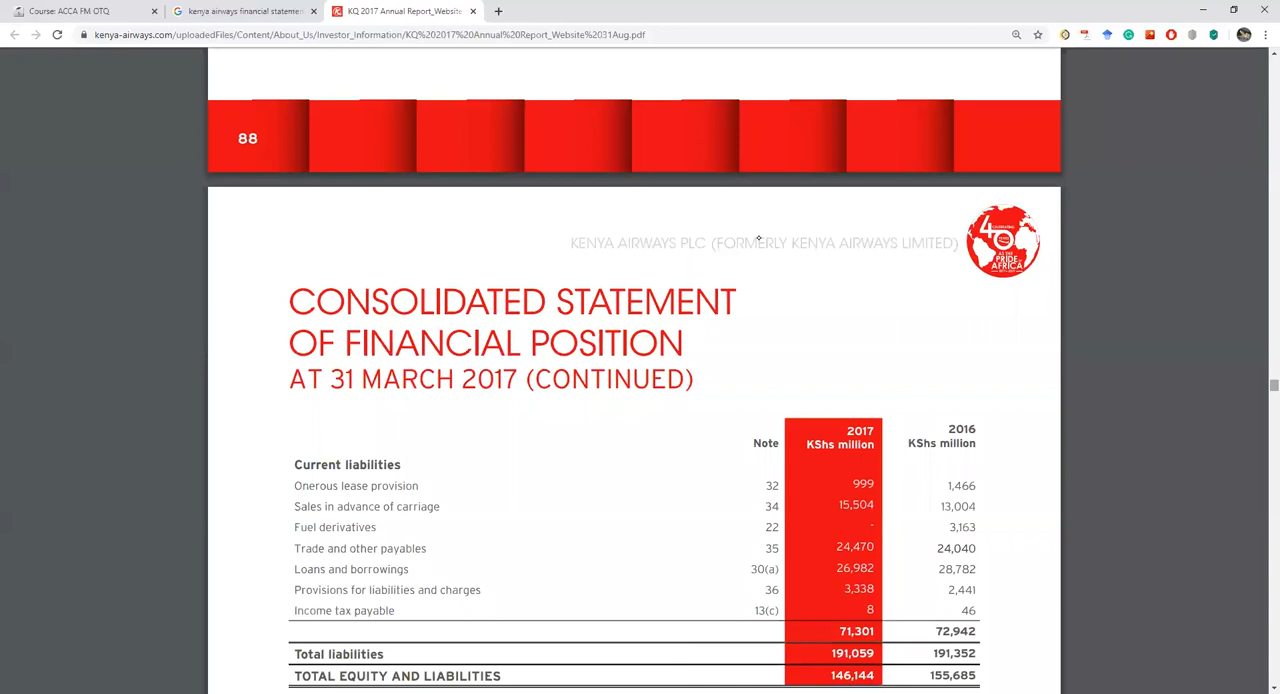 Course: ACCA FM OTQ
kenya airways financial statemen
KQ 2017 Annual Report_Website
kenya-airways.com/uploadedFiles/Content/About_Us/Investor_Information/KQ%202017%20Annual%20Report_Website%2031Aug.pdf
88
KENYA AIRWAYS PLC (FORMERLY KENYA AIRWAYS LIMITED)
40
PRIDE
AFRICA
CONSOLIDATED STATEMENT
OF FINANCIAL POSITION
AT 31 MARCH 2017 (CONTINUED)
2017 2016
Note KShs million KShs million
Current liabilities
Onerous lease provision 32 999 1,466
Sales in advance of carriage 34 15,504 13,004
Fuel derivatives 22 - 3,163
Trade and other payables 35 24,470 24,040
Loans and borrowings 30(a) 26,982 28,782
Provisions for liabilities and charges 36 3,338 2,441
Income tax payable 13(c) 8 46
71,301 72,942
Total liabilities 191,059 191,352
TOTAL EQUITY AND LIABILITIES 146,144 155,685